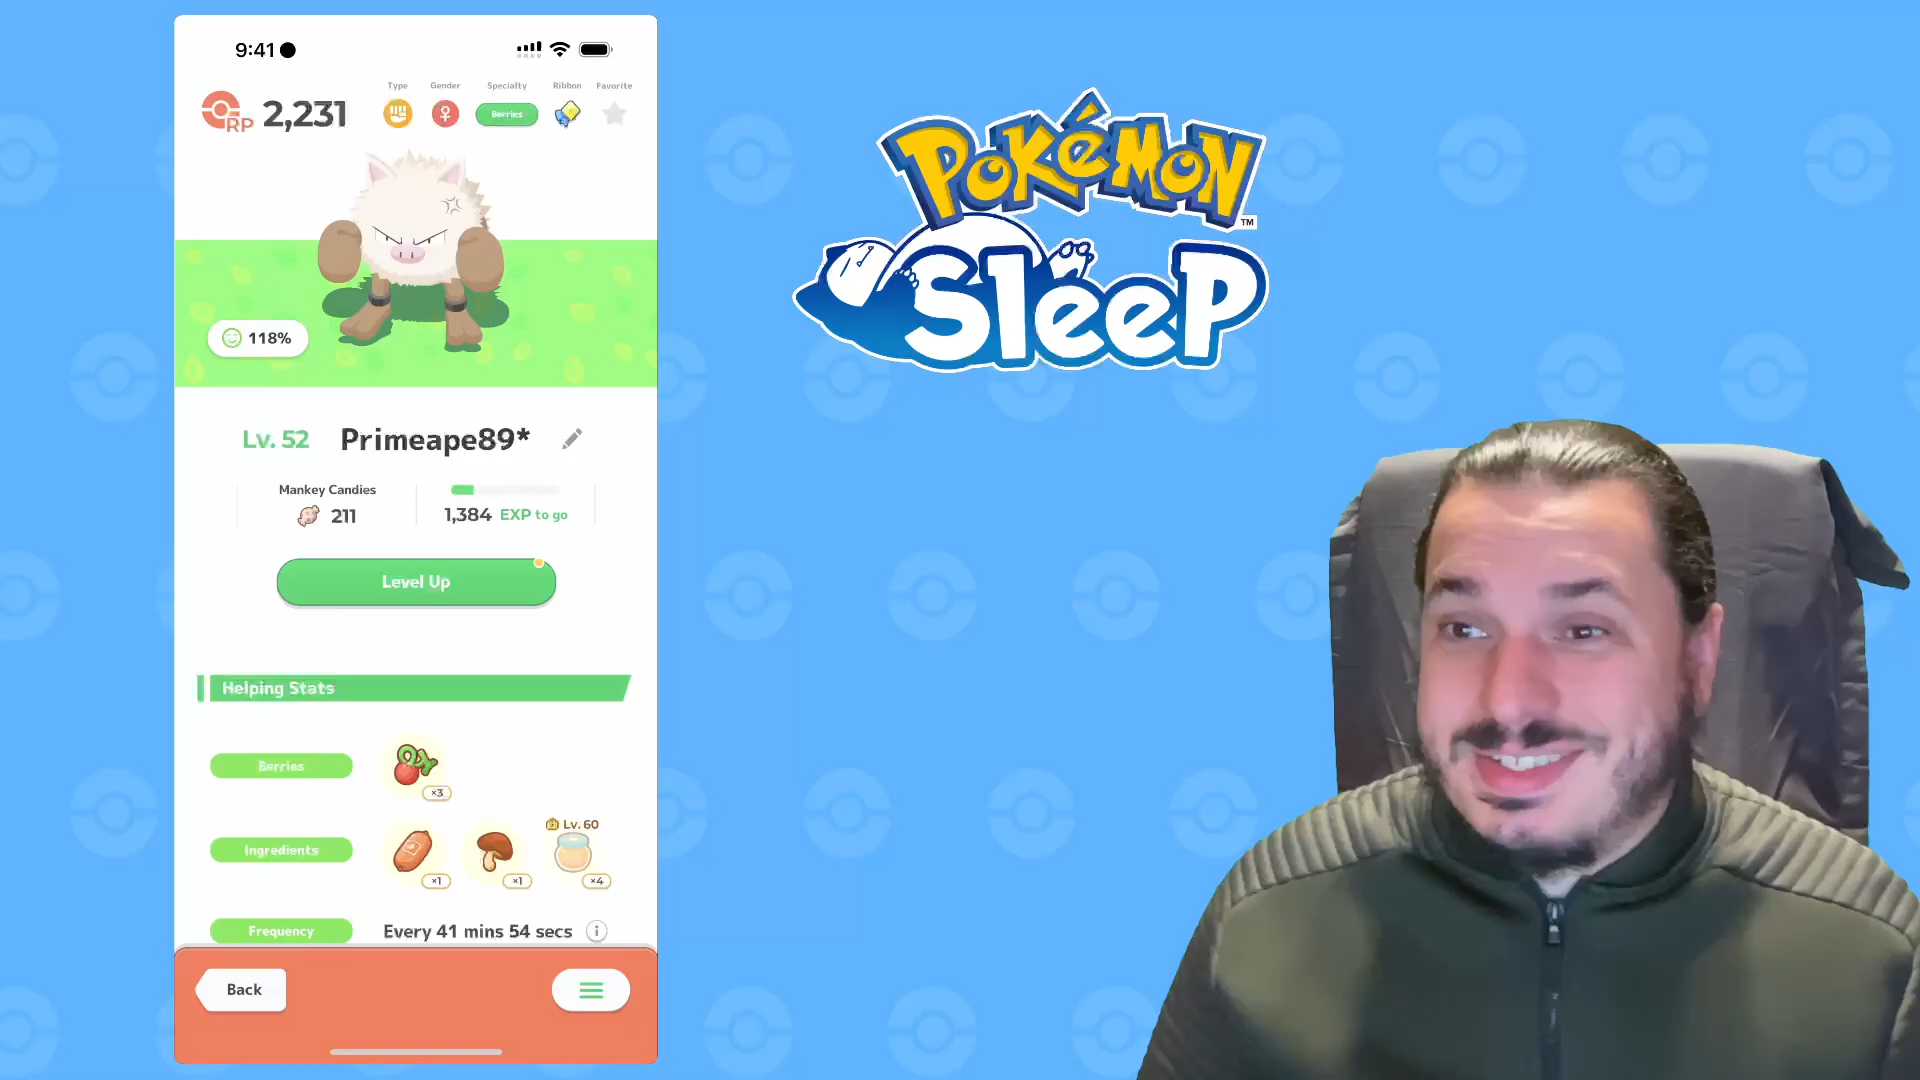 9:41
Type Gender Specialty Ribbon Favorite
RP 2,231 Berries
118%
Lv. 52 Primeape89*
Mankey Candies
211
1,384 EXP to go
Level Up
Helping Stats
Berries
×3
Ingredients
×1
×1
Lv. 60
×4
Frequency Every 41 mins 54 secs
Back
POKéMON
TM
Sleep